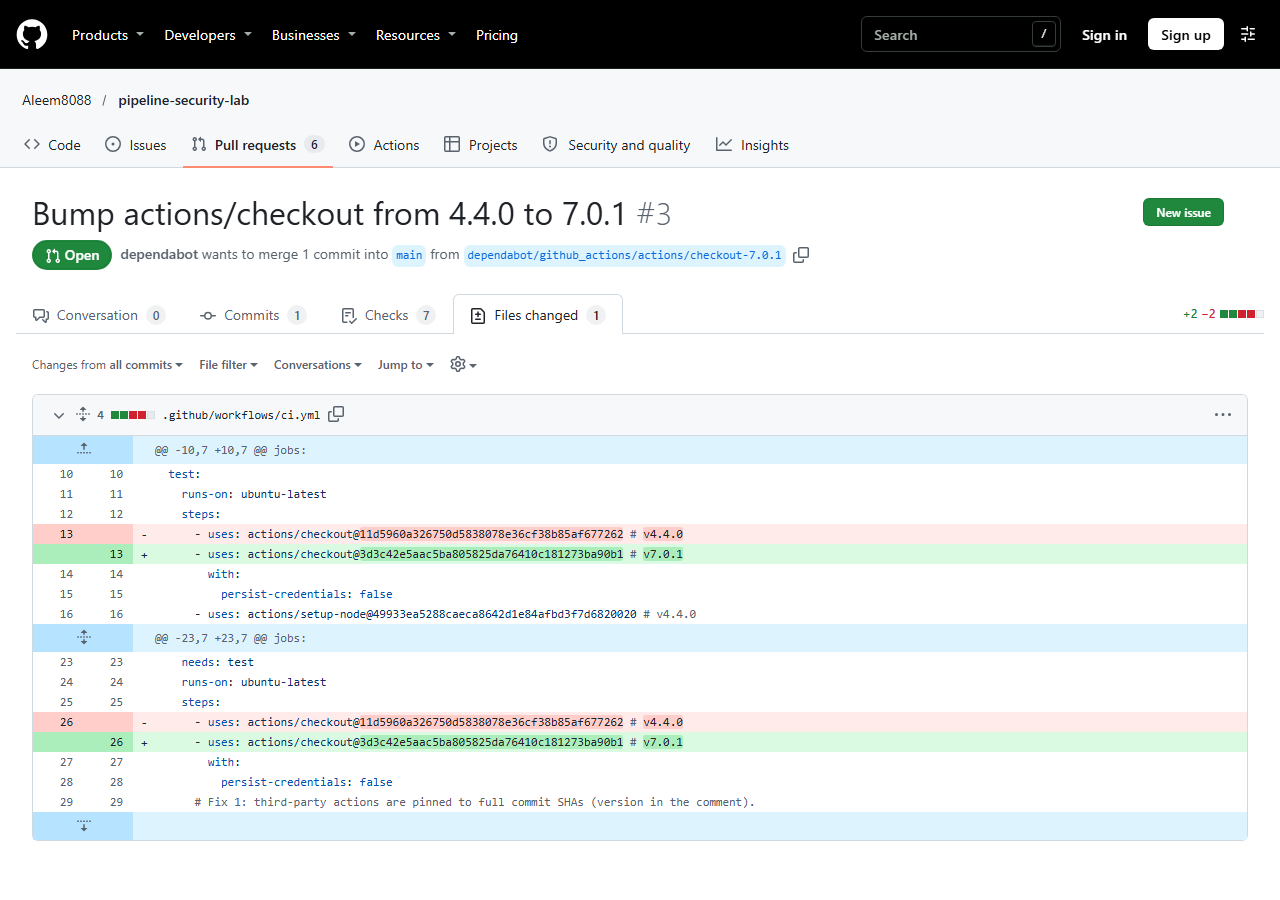 Products Developers Businesses Resources Pricing Search / Sign in Sign up
Aleem8088 / pipeline-security-lab
Code Issues Pull requests 6 Actions Projects Security and quality Insights
Bump actions/checkout from 4.4.0 to 7.0.1 #3 New issue
Open dependabot wants to merge 1 commit into main from dependabot/github_actions/actions/checkout-7.0.1
Conversation 0 Commits 1 Checks 7 Files changed 1 +2 −2
Changes from all commits File filter Conversations Jump to
4 .github/workflows/ci.yml
@@ -10,7 +10,7 @@ jobs:
10 10 test:
11 11 runs-on: ubuntu-latest
12 12 steps:
13 - - uses: actions/checkout@11d5960a326750d5838078e36cf38b85af677262 # v4.4.0
13 + - uses: actions/checkout@3d3c42e5aac5ba805825da76410c181273ba90b1 # v7.0.1
14 14 with:
15 15 persist-credentials: false
16 16 - uses: actions/setup-node@49933ea5288caeca8642d1e84afbd3f7d6820020 # v4.4.0
@@ -23,7 +23,7 @@ jobs:
23 23 needs: test
24 24 runs-on: ubuntu-latest
25 25 steps:
26 - - uses: actions/checkout@11d5960a326750d5838078e36cf38b85af677262 # v4.4.0
26 + - uses: actions/checkout@3d3c42e5aac5ba805825da76410c181273ba90b1 # v7.0.1
27 27 with:
28 28 persist-credentials: false
29 29 # Fix 1: third-party actions are pinned to full commit SHAs (version in the comment).